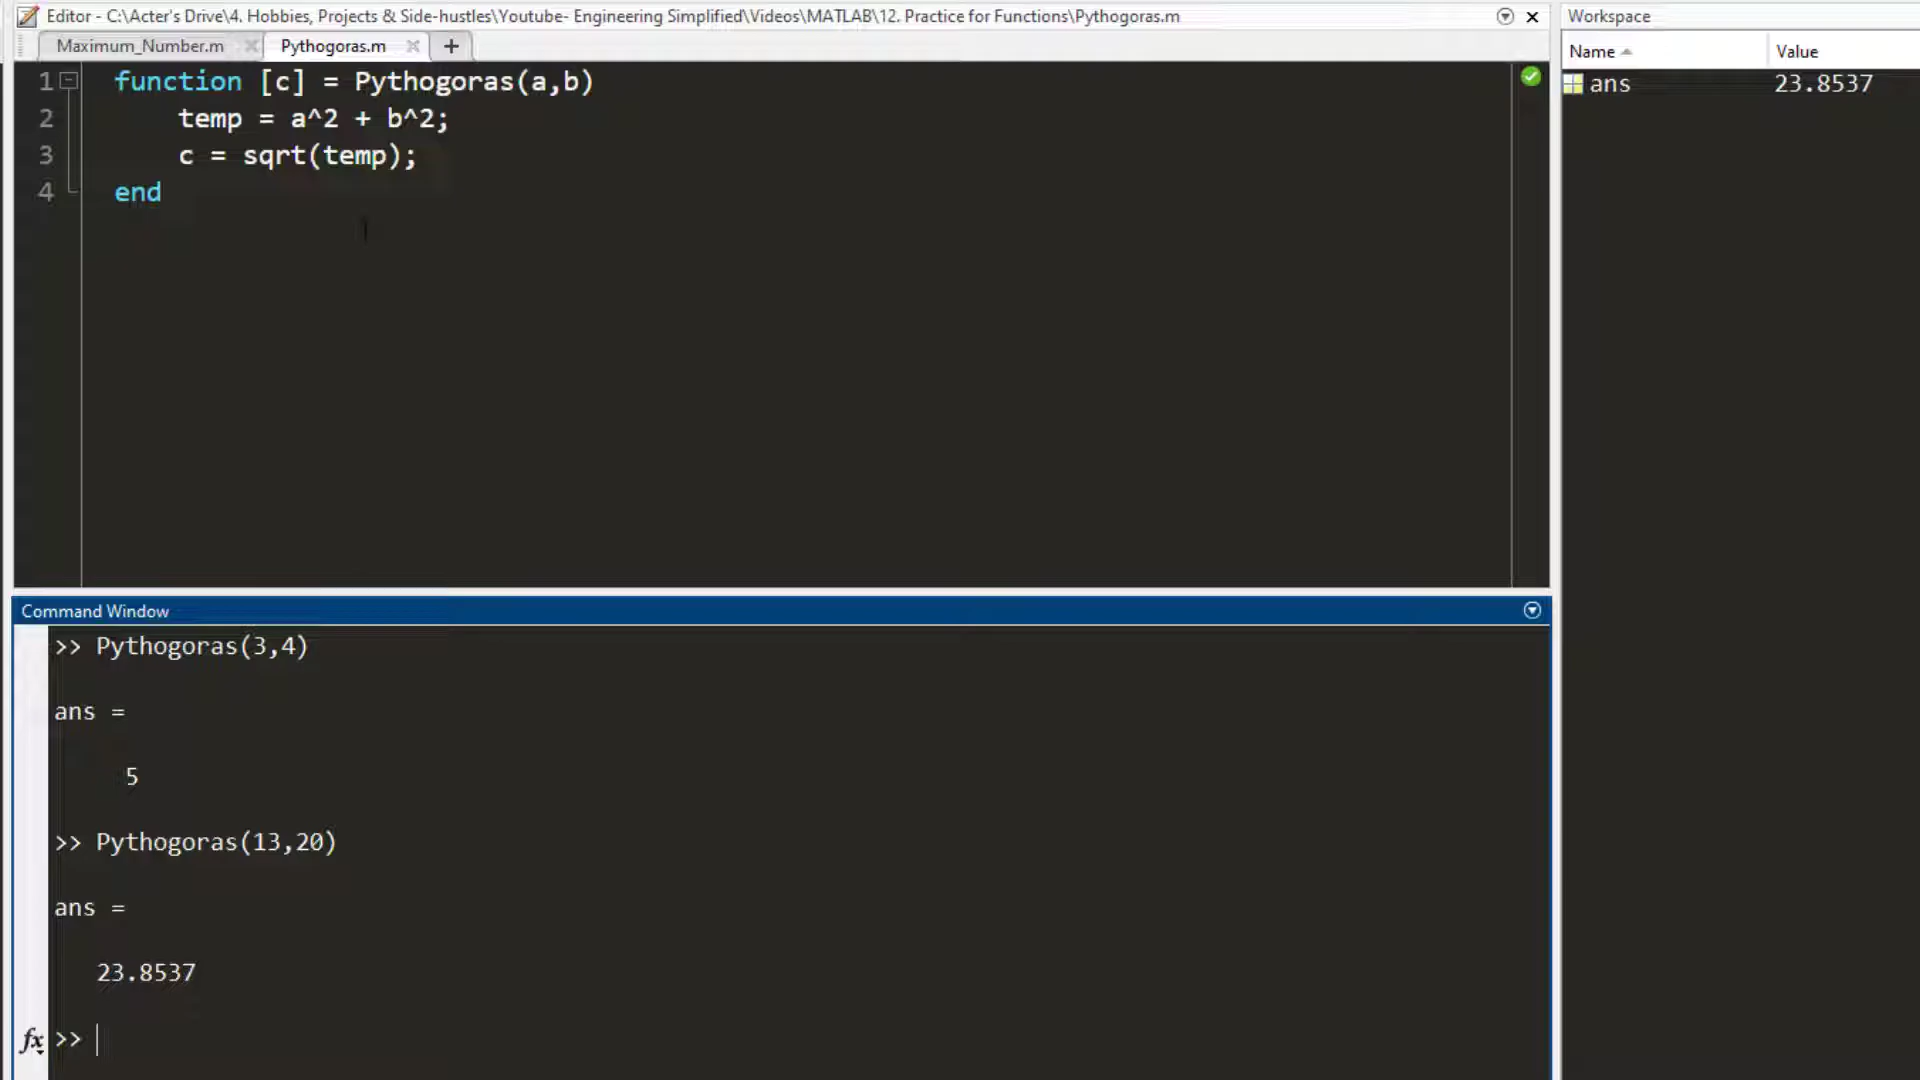 Editor - C:\Acter's Drive\4. Hobbies, Projects & Side-hustles\Youtube- Engineering Simplified\Videos\MATLAB\12. Practice for Functions\Pythogoras.m
Maximum_Number.m
Pythogoras.m
+
1 function [c] = Pythogoras(a,b)
2 temp = a^2 + b^2;
3 c = sqrt(temp);
4 end
Workspace
Name Value
ans 23.8537
Command Window
>> Pythogoras(3,4)
ans =
5
>> Pythogoras(13,20)
ans =
23.8537
fx >>